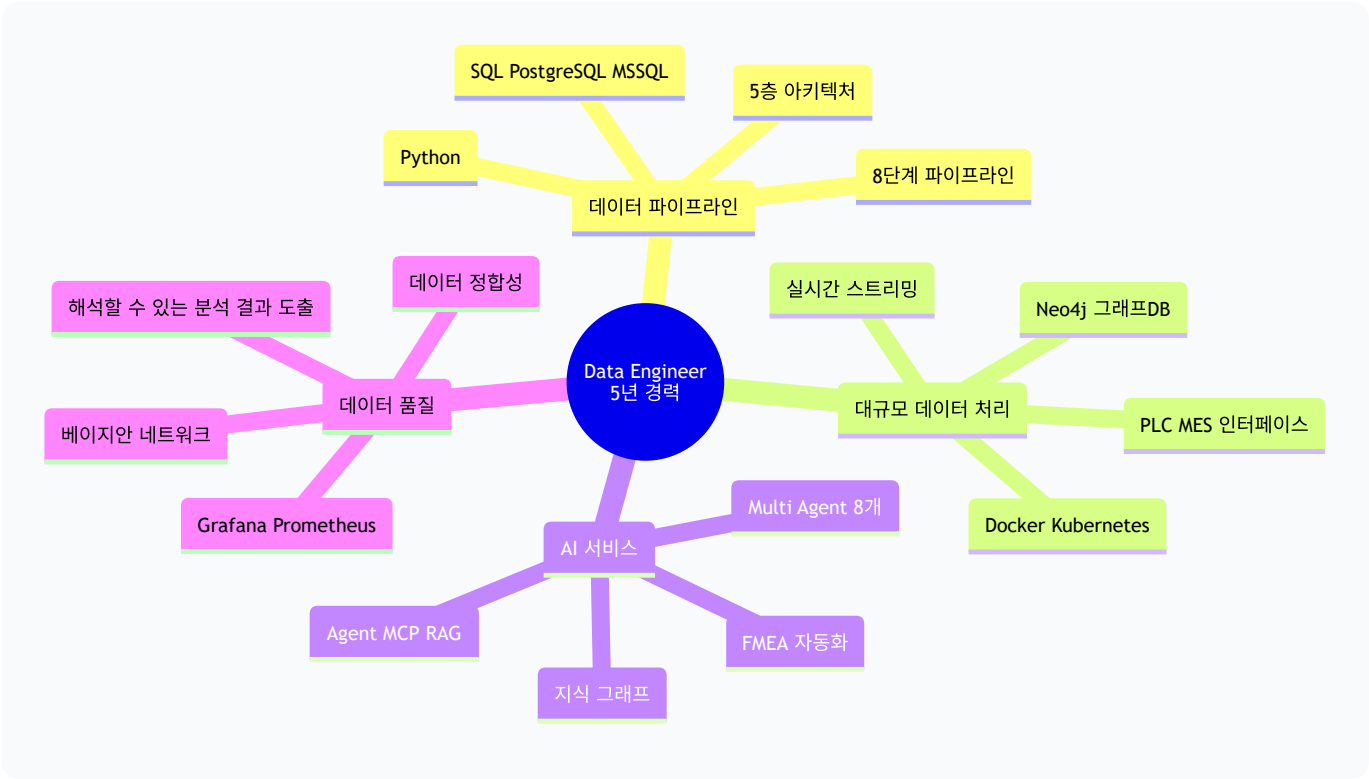 SQL PostgreSQL MSSQL
5층 아키텍처
Python
8단계 파이프라인
데이터 파이프라인
데이터 정합성
해석할 수 있는 분석 결과 도출
데이터 품질
베이지안 네트워크
Grafana Prometheus
Data Engineer
5년 경력
실시간 스트리밍
Neo4j 그래프DB
대규모 데이터 처리
PLC MES 인터페이스
Docker Kubernetes
Multi Agent 8개
AI 서비스
Agent MCP RAG
FMEA 자동화
지식 그래프